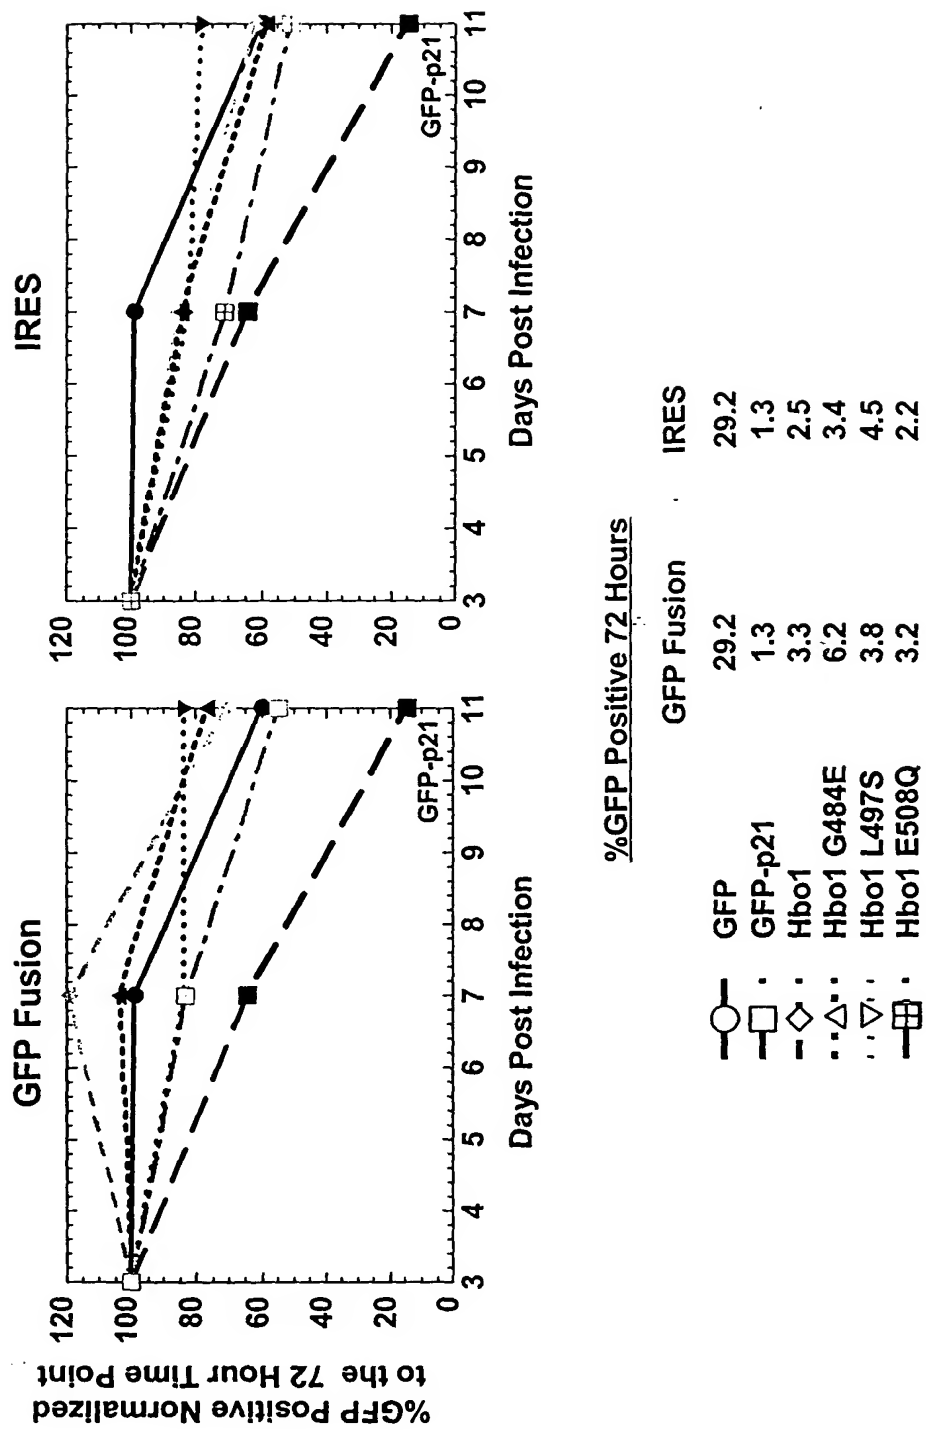 GFP Fusion
%GFP Positive Normalized
to the 72 Hour Time Point
120
100
80
60
40
20
0
GFP-p21
3 4 5 6 7 8 9 10 11
Days Post Infection
IRES
120
100
80
60
40
20
0
GFP-p21
3 4 5 6 7 8 9 10 11
Days Post Infection
%GFP Positive 72 Hours
GFP Fusion IRES
GFP 29.2 29.2
GFP-p21 1.3 1.3
Hbo1 3.3 2.5
Hbo1 G484E 6.2 3.4
Hbo1 L497S 3.8 4.5
Hbo1 E508Q 3.2 2.2